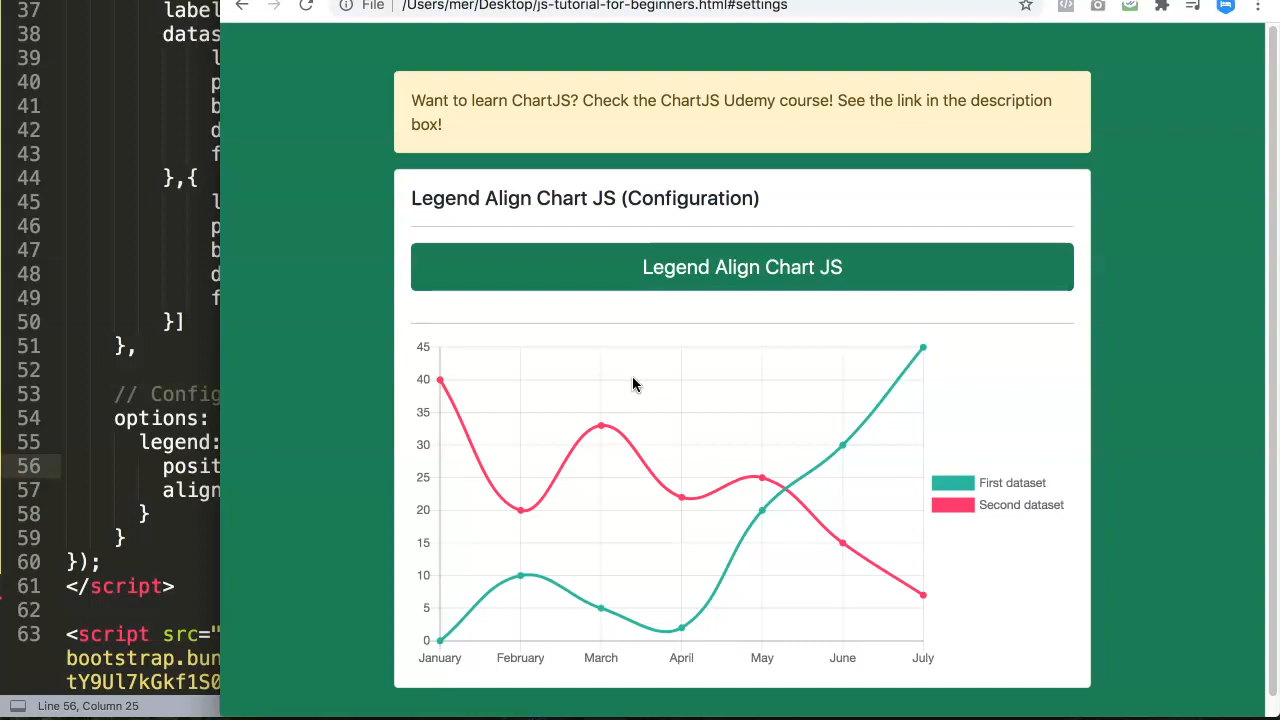 File | /Users/mer/Desktop/js-tutorial-for-beginners.html#settings
37 label
38 datas
39 l
40 p
41 b
42 d
43 f
44 },{
45 l
46 p
47 b
48 d
49 f
50 }]
51 },
52
53 // Config
54 options:
55 legend:
56 posit
57 align
58 }
59 }
60 });
61 </script>
62
63 <script src="
bootstrap.bun
tY9Ul7kGkf1S0
Line 56, Column 25
Want to learn ChartJS? Check the ChartJS Udemy course! See the link in the description
box!
Legend Align Chart JS (Configuration)
Legend Align Chart JS
45
40
35
30
25
20
15
10
5
0
January February March April May June July
First dataset
Second dataset